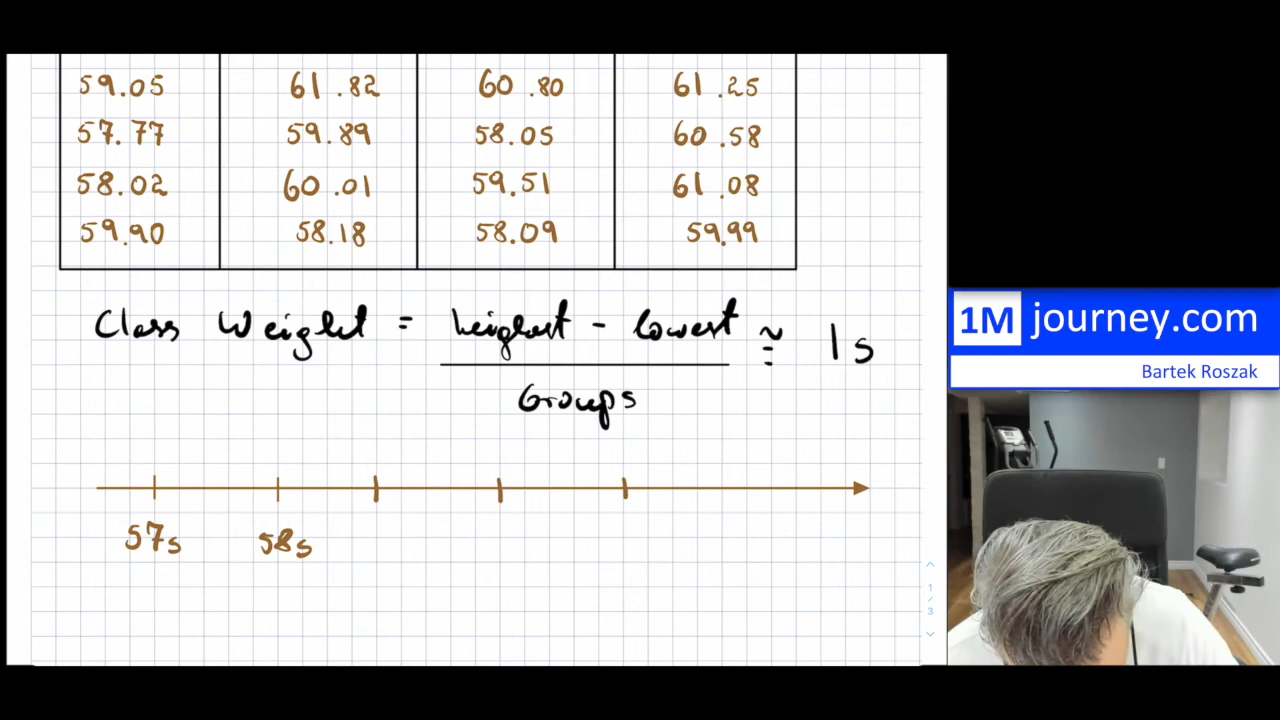 59.05 61.82 60.80 61.25
57.77 59.89 58.05 60.58
58.02 60.01 59.51 61.08
59.90 58.18 58.09 59.99
Class Weight = heighest - lowest ≅ 1s
Groups
57s 58s
1M journey.com
Bartek Roszak
1
/
3